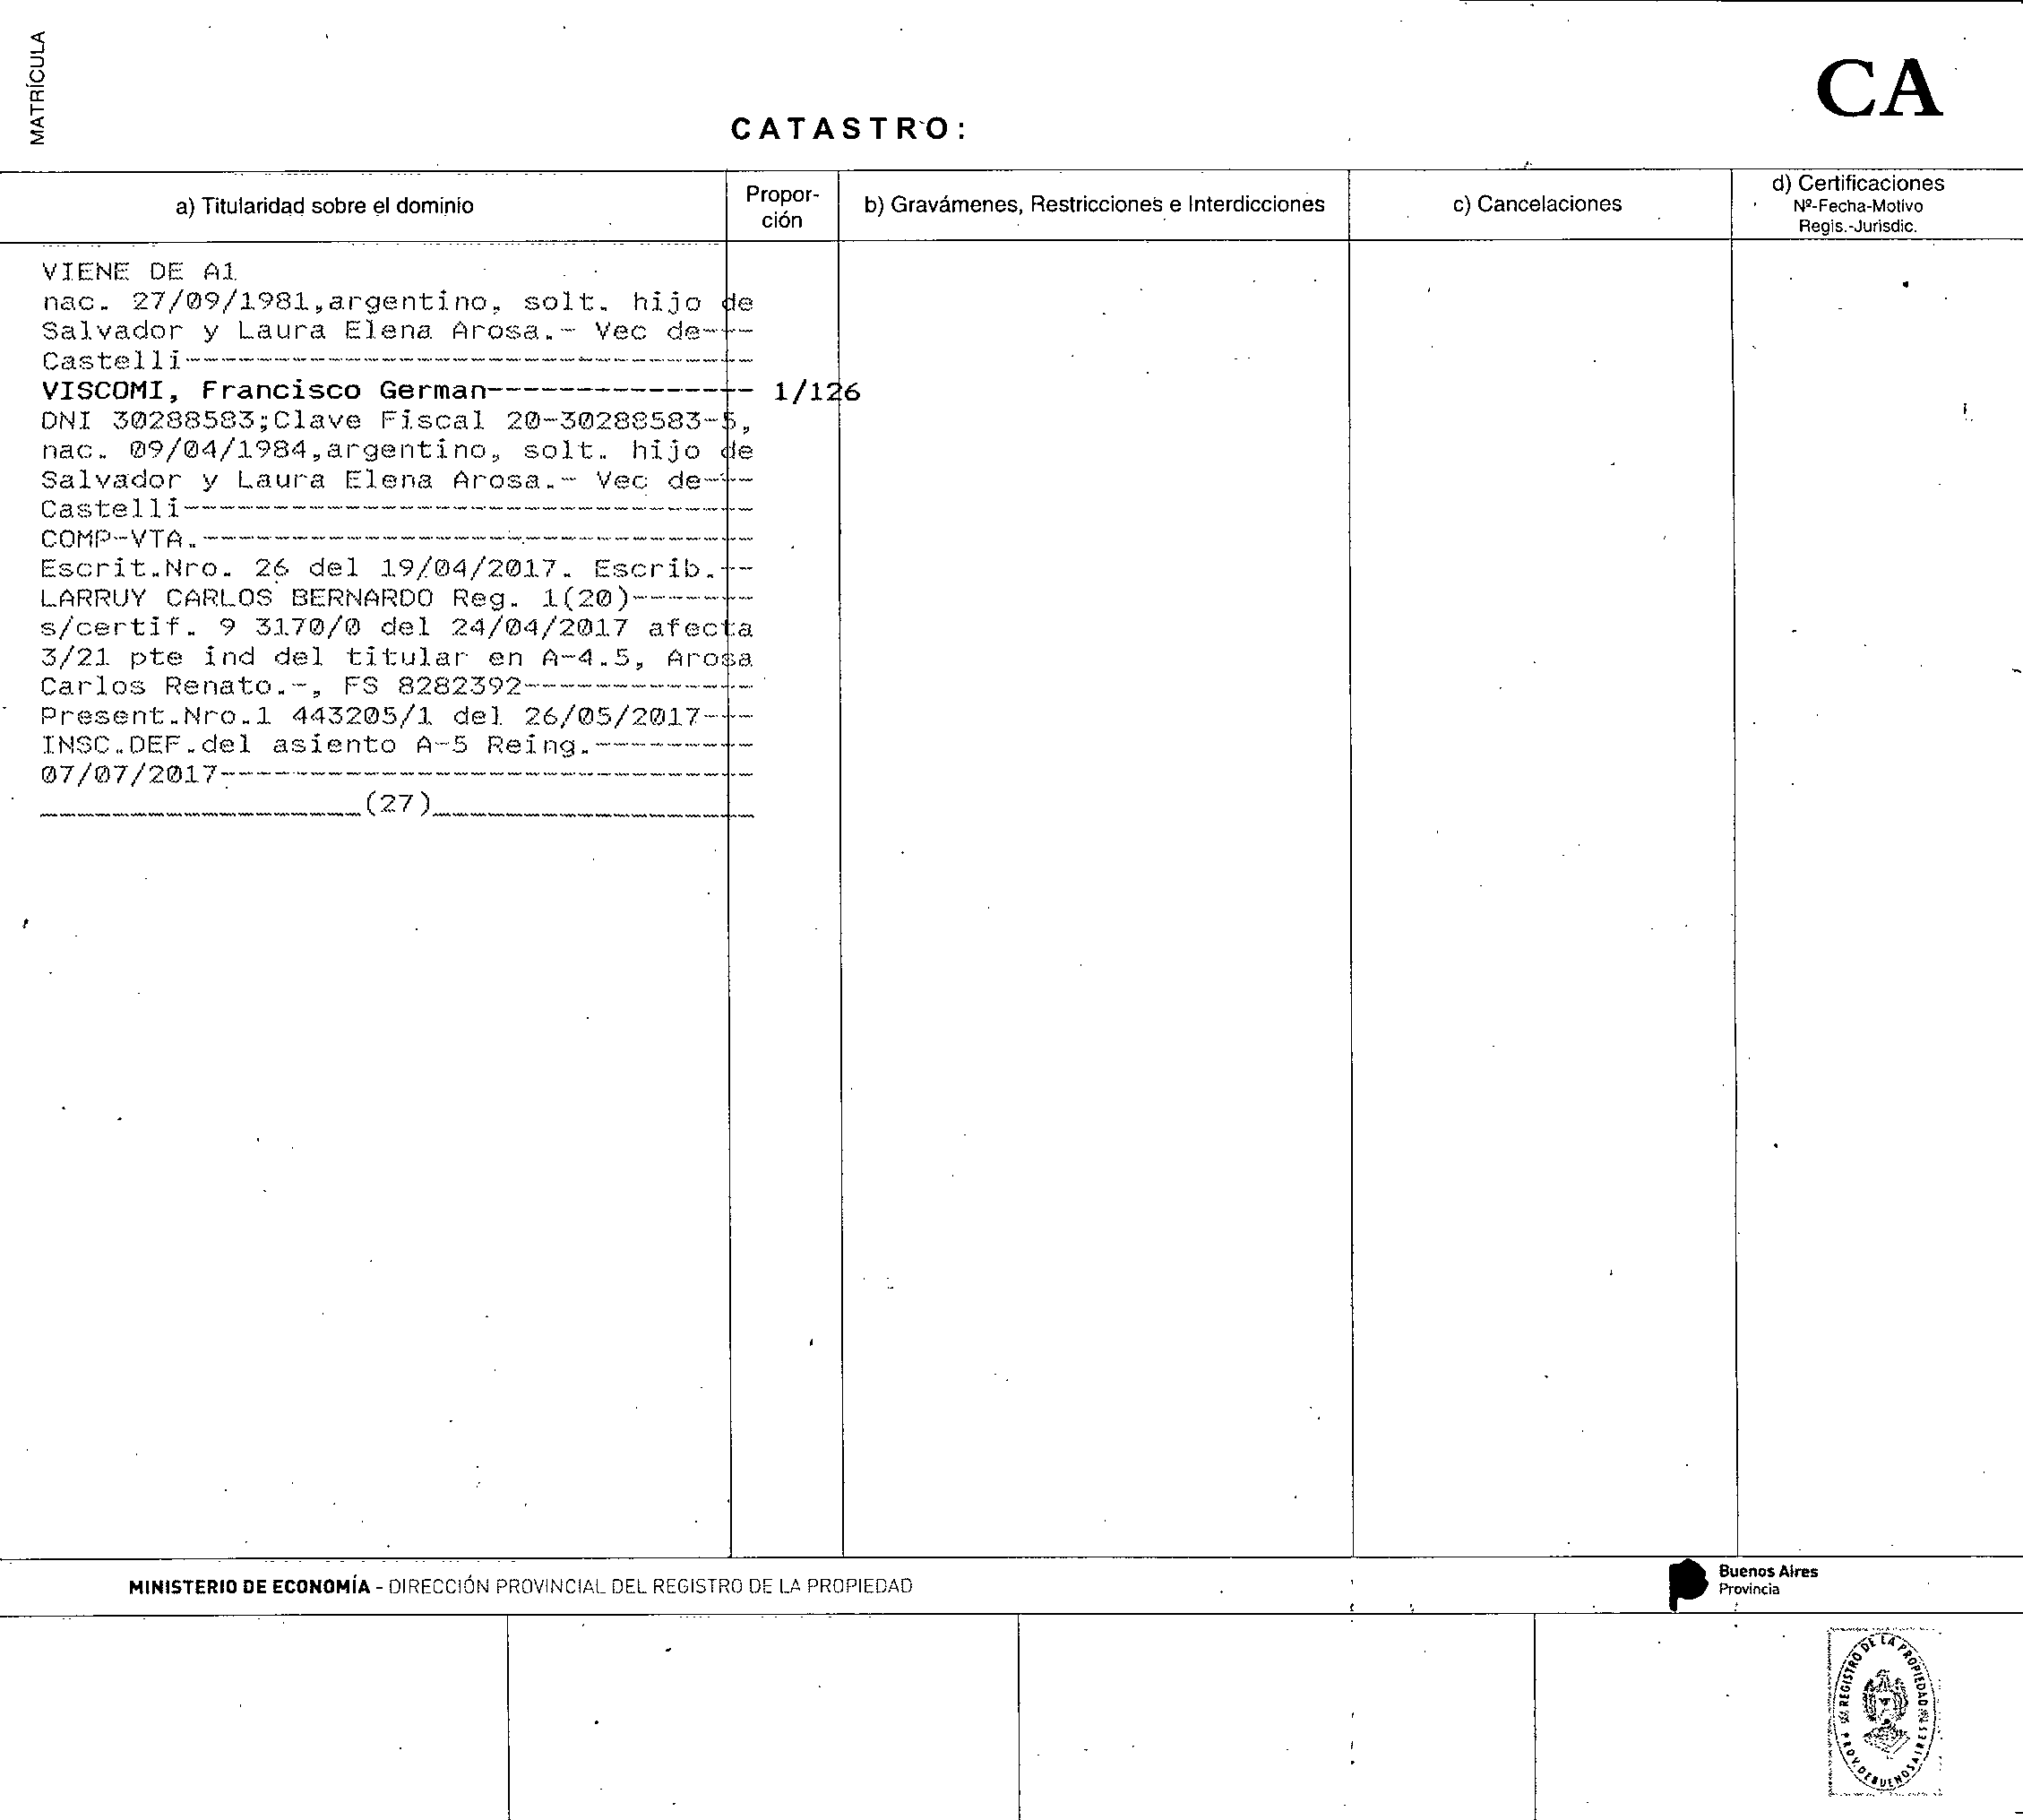 MATRÍCULA
CA
CATASTRO:
a) Titularidad sobre el dominio
Propor-
ción
b) Gravámenes, Restricciones e Interdicciones
c) Cancelaciones
d) Certificaciones
Nº-Fecha-Motivo
Regis.-Jurisdic.
VIENE DE A1
nac. 27/09/1981,argentino, solt. hijo de
Salvador y Laura Elena Arosa.- Vec de---
Castelli--------------------------------
VISCOMI, Francisco German--------------- 1/126
DNI 30288583;Clave Fiscal 20-30288583-5,
nac. 09/04/1984,argentino, solt. hijo de
Salvador y Laura Elena Arosa.- Vec de---
Castelli--------------------------------
COMP-VTA.-------------------------------
Escrit.Nro. 26 del 19/04/2017. Escrib.--
LARRUY CARLOS BERNARDO Reg. 1(20)-------
s/certif. 9 3170/0 del 24/04/2017 afecta
3/21 pte ind del titular en A-4.5, Arosa
Carlos Renato.-, FS 8282392-------------
Present.Nro.1 443205/1 del 26/05/2017---
INSC.DEF.del asiento A-5 Reing.---------
07/07/2017------------------------------
__________________(27)__________________
MINISTERIO DE ECONOMÍA - DIRECCIÓN PROVINCIAL DEL REGISTRO DE LA PROPIEDAD
Buenos Aires
Provincia
REGISTRO DE LA PROPIEDAD
PROV. DE BUENOS AIRES